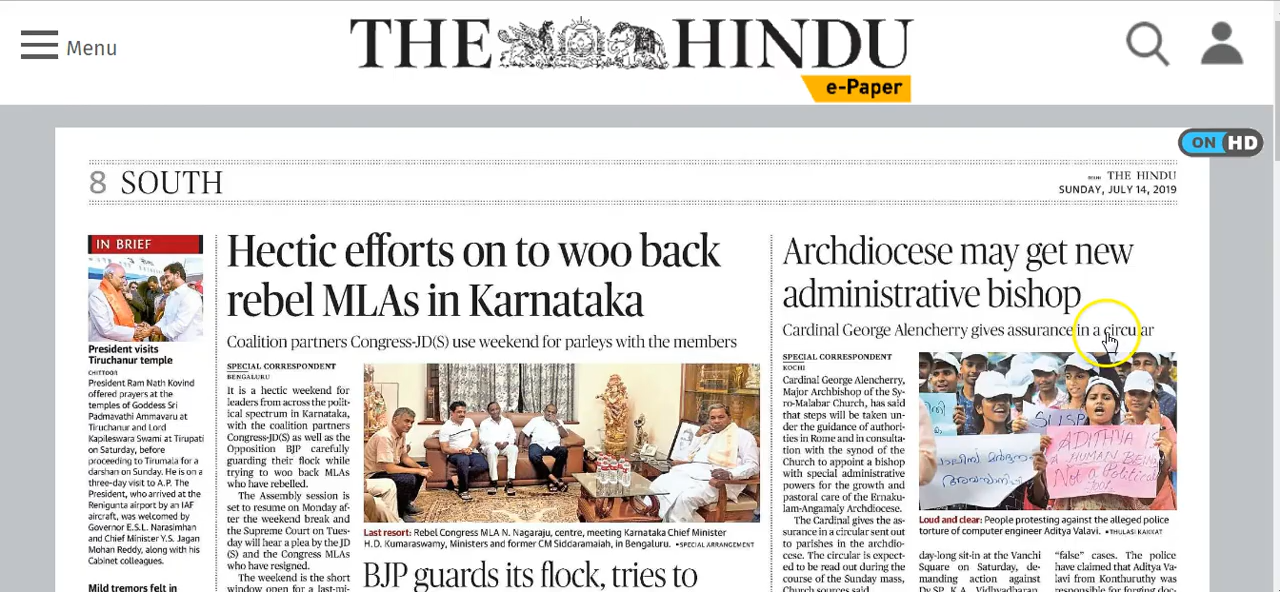 Menu
THE HINDU
e-Paper
ON HD
8 SOUTH
THE HINDU
SUNDAY, JULY 14, 2019
IN BRIEF
President visits
Tiruchanur temple
CHITTOOR
President Ram Nath Kovind
offered prayers at the
temples of Goddess Sri
Padmavathi Ammavaru at
Tiruchanur and Lord
Kapileswara Swami at Tirupati
on Saturday, before
proceeding to Tirumala for a
darshan on Sunday. He is on a
three-day visit to A.P. The
President, who arrived at the
Renigunta airport by an IAF
aircraft, was welcomed by
Governor E.S.L. Narasimhan
and Chief Minister Y.S. Jagan
Mohan Reddy, along with his
Cabinet colleagues.
Mild tremors felt in
Hectic efforts on to woo back
rebel MLAs in Karnataka
Coalition partners Congress-JD(S) use weekend for parleys with the members
SPECIAL CORRESPONDENT
BENGALURU
It is a hectic weekend for
leaders from across the polit-
ical spectrum in Karnataka,
with the coalition partners
Congress-JD(S) as well as the
Opposition BJP carefully
guarding their flock while
trying to woo back MLAs
who have rebelled.
The Assembly session is
set to resume on Monday af-
ter the weekend break and
the Supreme Court on Tues-
day will hear a plea by the JD
(S) and the Congress MLAs
who have resigned.
The weekend is the short
window open for a last-mi-
Last resort: Rebel Congress MLA N. Nagaraju, centre, meeting Karnataka Chief Minister
H.D. Kumaraswamy, Ministers and former CM Siddaramaiah, in Bengaluru. •SPECIAL ARRANGEMENT
BJP guards its flock, tries to
Archdiocese may get new
administrative bishop
Cardinal George Alencherry gives assurance in a circular
SPECIAL CORRESPONDENT
KOCHI
Cardinal George Alencherry,
Major Archbishop of the Sy-
ro-Malabar Church, has said
that steps will be taken un-
der the guidance of authori-
ties in Rome and in consulta-
tion with the synod of the
Church to appoint a bishop
with special administrative
powers for the growth and
pastoral care of the Ernaku-
lam-Angamaly Archdiocese.
The Cardinal gives the as-
surance in a circular sent out
to parishes in the archdio-
cese. The circular is expect-
ed to be read out during the
course of the Sunday mass,
Church sources said.
ADITHYA IS
A HUMAN BEING
Not a Political
Tool
Loud and clear: People protesting against the alleged police
torture of computer engineer Aditya Valavi. •THULASI KAKKAT
day-long sit-in at the Vanchi
Square on Saturday, de-
manding action against
Dy.SP. K.A. Vidhyadharan,
“false” cases. The police
have claimed that Aditya Va-
lavi from Konthuruthy was
responsible for forging doc-